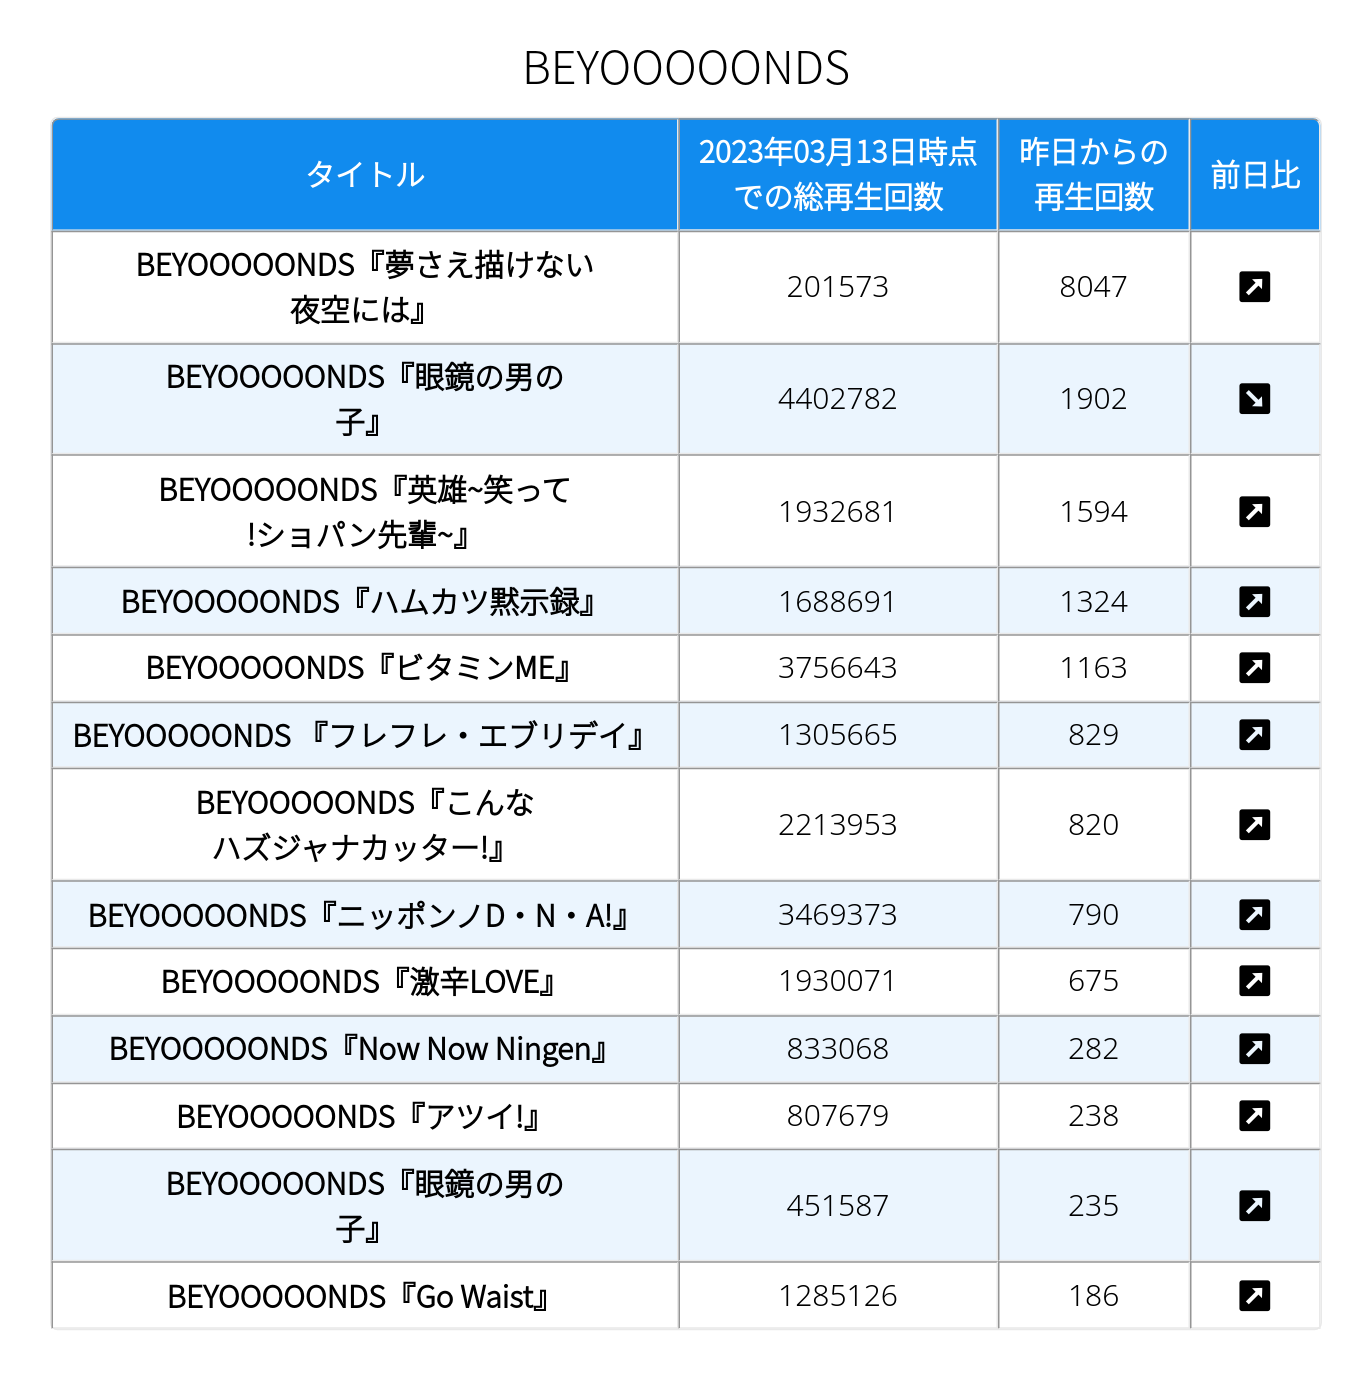 BEYOOOOONDS
タイトル
2023年03月13日時点
での総再生回数
昨日からの
再生回数
前日比
BEYOOOOONDS『夢さえ描けない
夜空には』
201573
8047
BEYOOOOONDS『眼鏡の男の
子』
4402782
1902
BEYOOOOONDS『英雄~笑って
!ショパン先輩~』
1932681
1594
BEYOOOOONDS『ハムカツ黙示録』
1688691
1324
BEYOOOOONDS『ビタミンME』
3756643
1163
BEYOOOOONDS 『フレフレ・エブリデイ』
1305665
829
BEYOOOOONDS『こんな
ハズジャナカッター!』
2213953
820
BEYOOOOONDS『ニッポンノD・N・A!』
3469373
790
BEYOOOOONDS『激辛LOVE』
1930071
675
BEYOOOOONDS『Now Now Ningen』
833068
282
BEYOOOOONDS『アツイ!』
807679
238
BEYOOOOONDS『眼鏡の男の
子』
451587
235
BEYOOOOONDS『Go Waist』
1285126
186